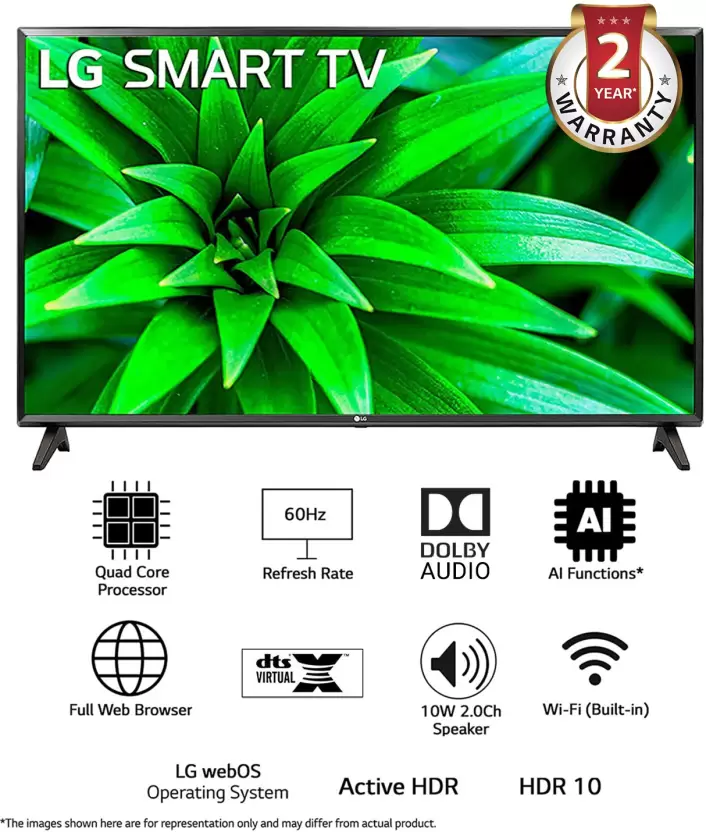 LG SMART TV
2
YEAR*
WARRANTY
LG
60Hz
Quad Core
Processor
Refresh Rate
DOLBY
AUDIO
AI
AI Functions*
Full Web Browser
dts
VIRTUAL X™
10W 2.0Ch
Speaker
Wi-Fi (Built-in)
LG webOS
Operating System
Active HDR
HDR 10
*The images shown here are for representation only and may differ from actual product.